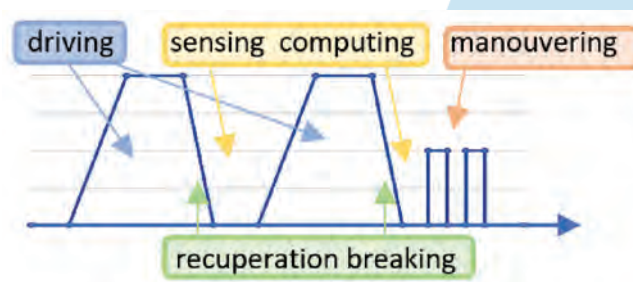 driving
sensing computing
manouvering
recuperation breaking